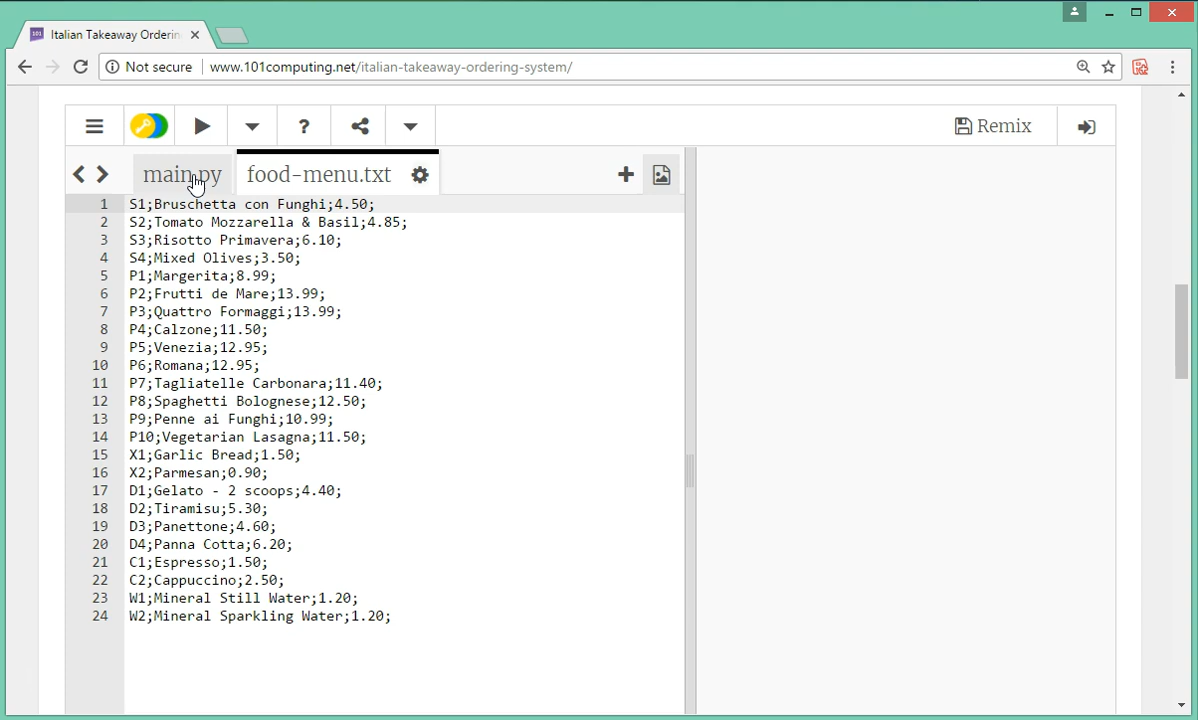 Italian Takeaway Orderin
Not secure
www.101computing.net/italian-takeaway-ordering-system/
?
Remix
main.py
food-menu.txt
1 S1;Bruschetta con Funghi;4.50;
2 S2;Tomato Mozzarella & Basil;4.85;
3 S3;Risotto Primavera;6.10;
4 S4;Mixed Olives;3.50;
5 P1;Margerita;8.99;
6 P2;Frutti de Mare;13.99;
7 P3;Quattro Formaggi;13.99;
8 P4;Calzone;11.50;
9 P5;Venezia;12.95;
10 P6;Romana;12.95;
11 P7;Tagliatelle Carbonara;11.40;
12 P8;Spaghetti Bolognese;12.50;
13 P9;Penne ai Funghi;10.99;
14 P10;Vegetarian Lasagna;11.50;
15 X1;Garlic Bread;1.50;
16 X2;Parmesan;0.90;
17 D1;Gelato - 2 scoops;4.40;
18 D2;Tiramisu;5.30;
19 D3;Panettone;4.60;
20 D4;Panna Cotta;6.20;
21 C1;Espresso;1.50;
22 C2;Cappuccino;2.50;
23 W1;Mineral Still Water;1.20;
24 W2;Mineral Sparkling Water;1.20;